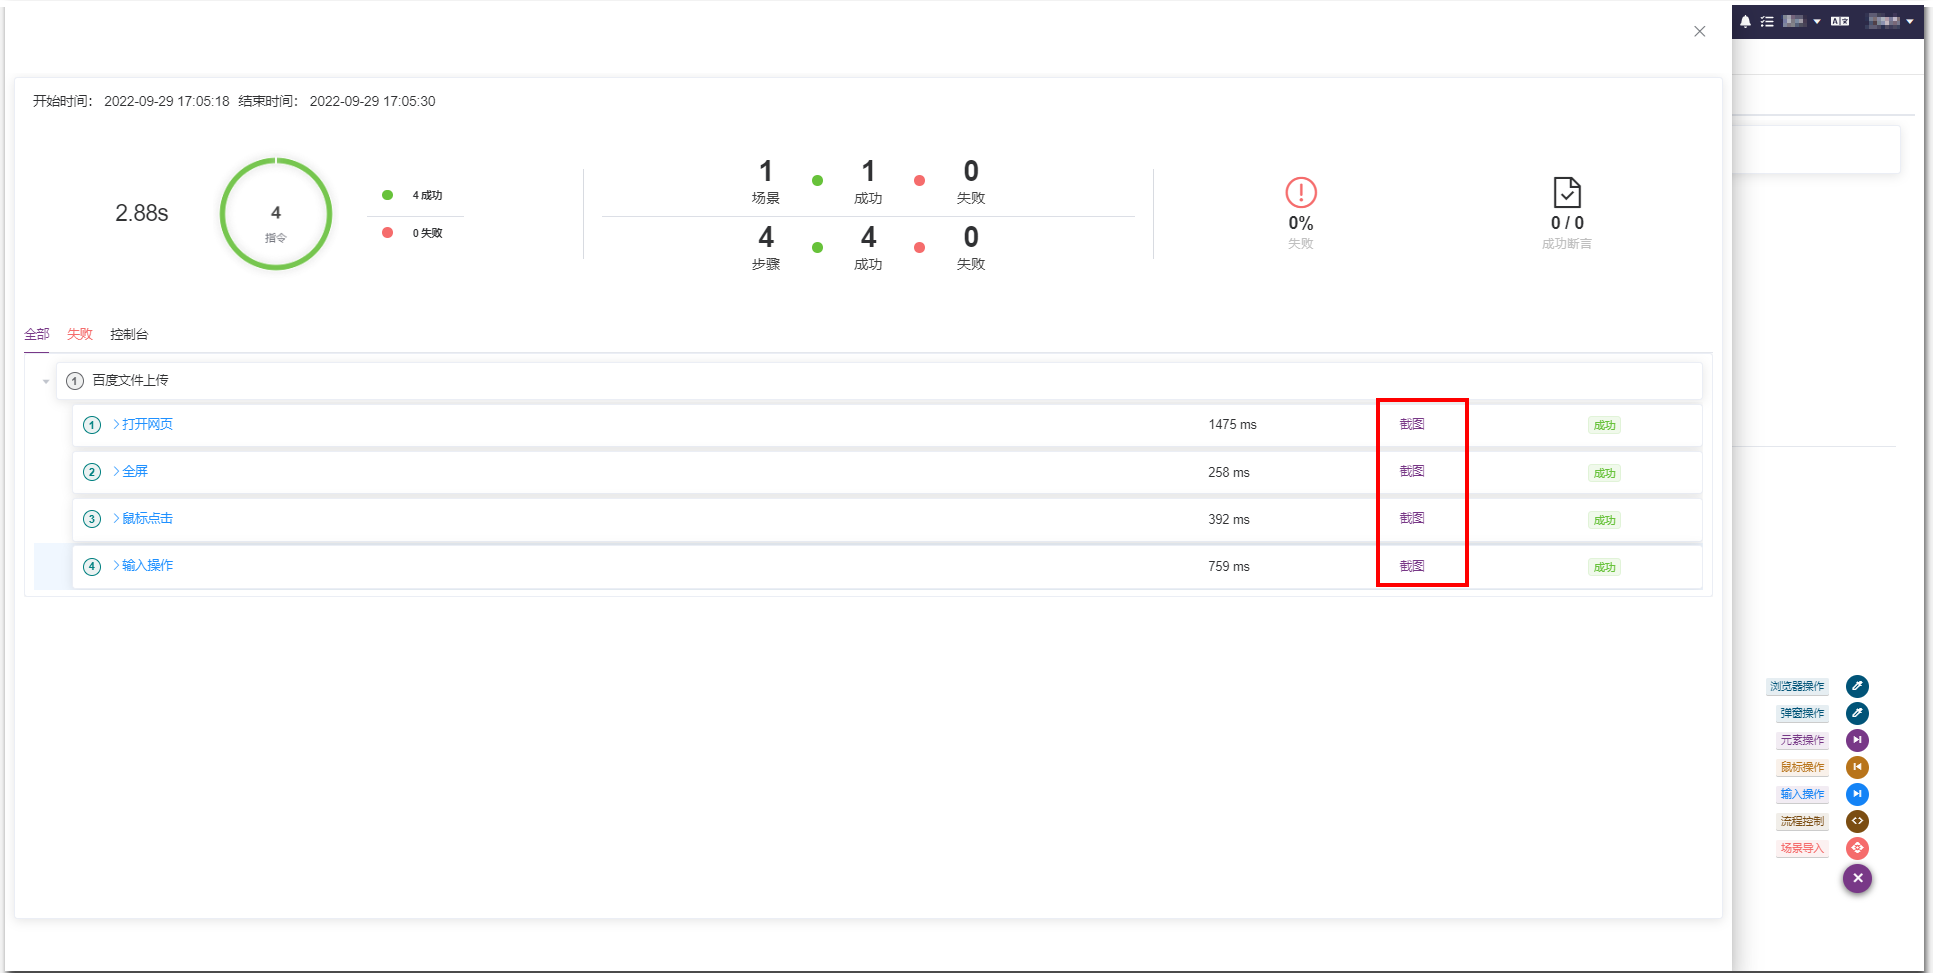 开始时间： 2022-09-29 17:05:18 结束时间： 2022-09-29 17:05:30
2.88s
4
指令
4 成功
0 失败
1 1 0
场景 成功 失败
4 4 0
步骤 成功 失败
0%
失败
0 / 0
成功断言
全部 失败 控制台
1 百度文件上传
1 >打开网页 1475 ms 截图 成功
2 >全屏 258 ms 截图 成功
3 >鼠标点击 392 ms 截图 成功
4 >输入操作 759 ms 截图 成功
浏览器操作
弹窗操作
元素操作
鼠标操作
输入操作
流程控制
场景导入